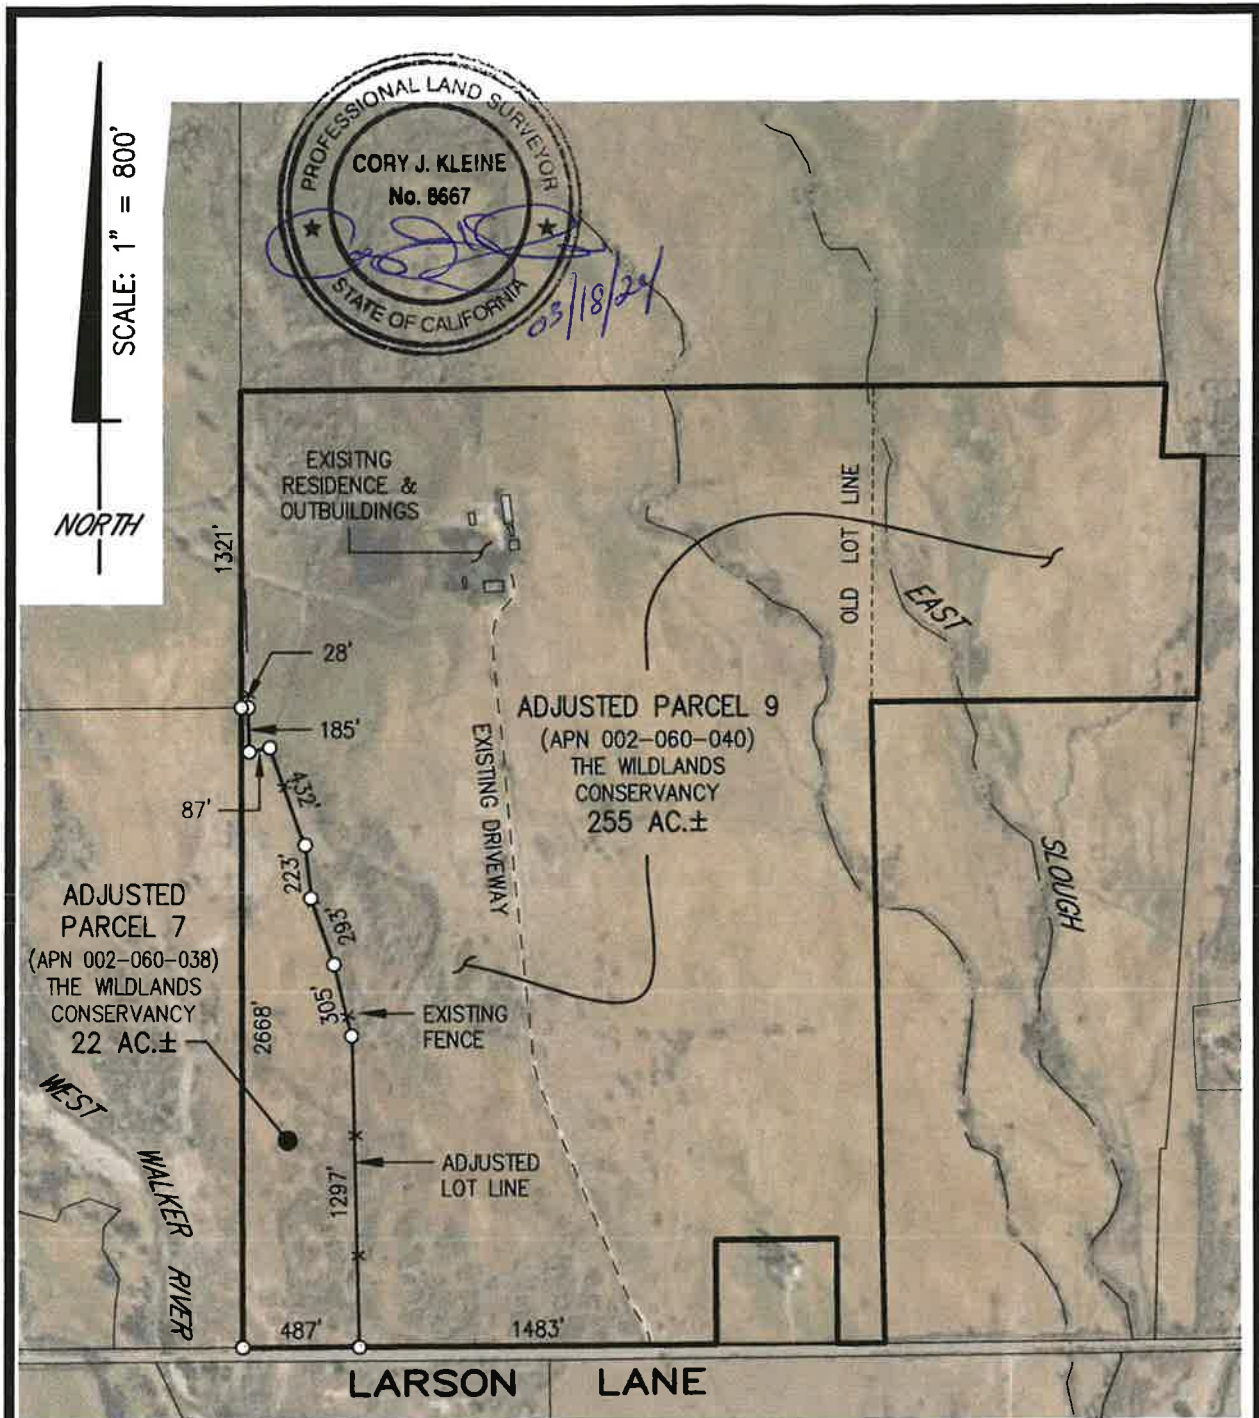 SCALE: 1" = 800'
NORTH
PROFESSIONAL LAND SURVEYOR
CORY J. KLEINE
No. 8667
STATE OF CALIFORNIA
03/18/24
EXISITNG
RESIDENCE &
OUTBUILDINGS
1321'
OLD LOT LINE
EAST
SLOUGH
28'
185'
87'
432'
223'
293'
305'
ADJUSTED PARCEL 9
(APN 002-060-040)
THE WILDLANDS
CONSERVANCY
255 AC.±
EXISTING DRIVEWAY
ADJUSTED
PARCEL 7
(APN 002-060-038)
THE WILDLANDS
CONSERVANCY
22 AC.±
2668'
EXISTING
FENCE
WEST
WALKER
RIVER
1297'
ADJUSTED
LOT LINE
487'
1483'
LARSON LANE